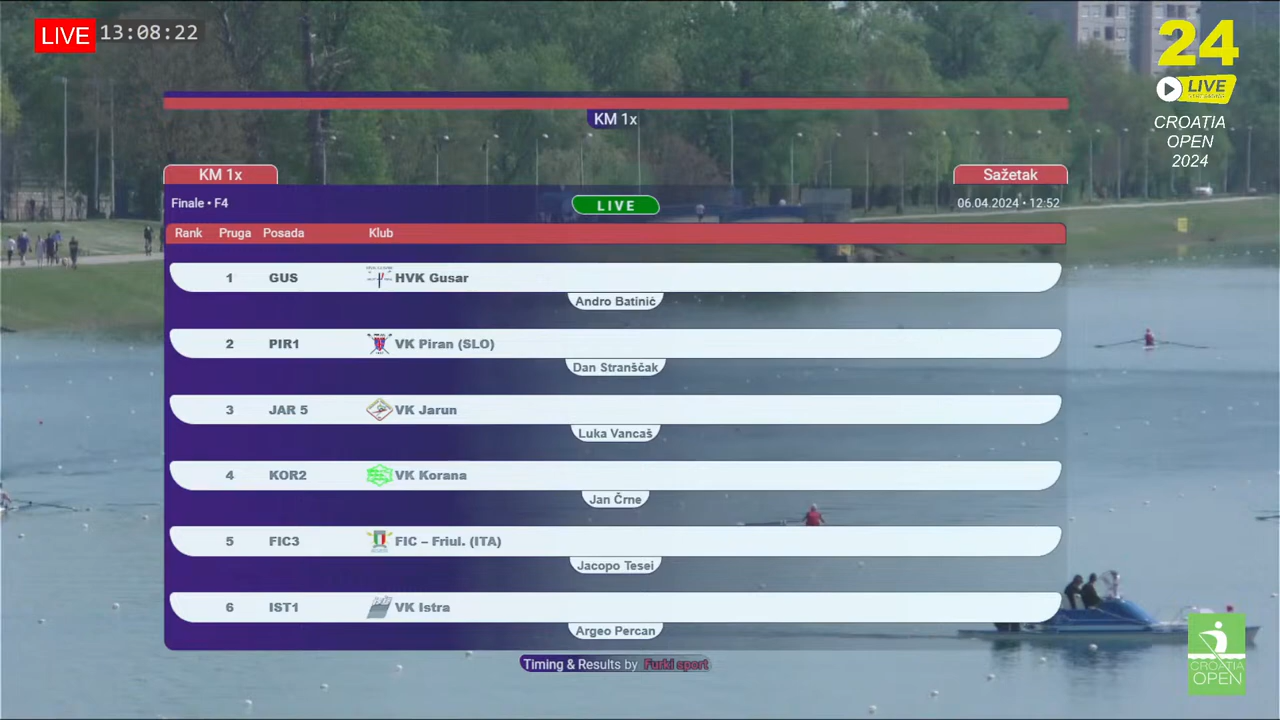 LIVE 13:08:22
24
LIVE
CROATIA
OPEN
2024
KM 1x
KM 1x
Sažetak
Finale • F4
LIVE
06.04.2024 • 12:52
Rank Pruga Posada Klub
1 GUS HVK Gusar
Andro Batinić
2 PIR1 VK Piran (SLO)
Dan Stranščak
3 JAR 5 VK Jarun
Luka Vancaš
4 KOR2 VK Korana
Jan Črne
5 FIC3 FIC – Friul. (ITA)
Jacopo Tesei
6 IST1 VK Istra
Argeo Percan
Timing & Results by Furki sport
CROATIA
OPEN